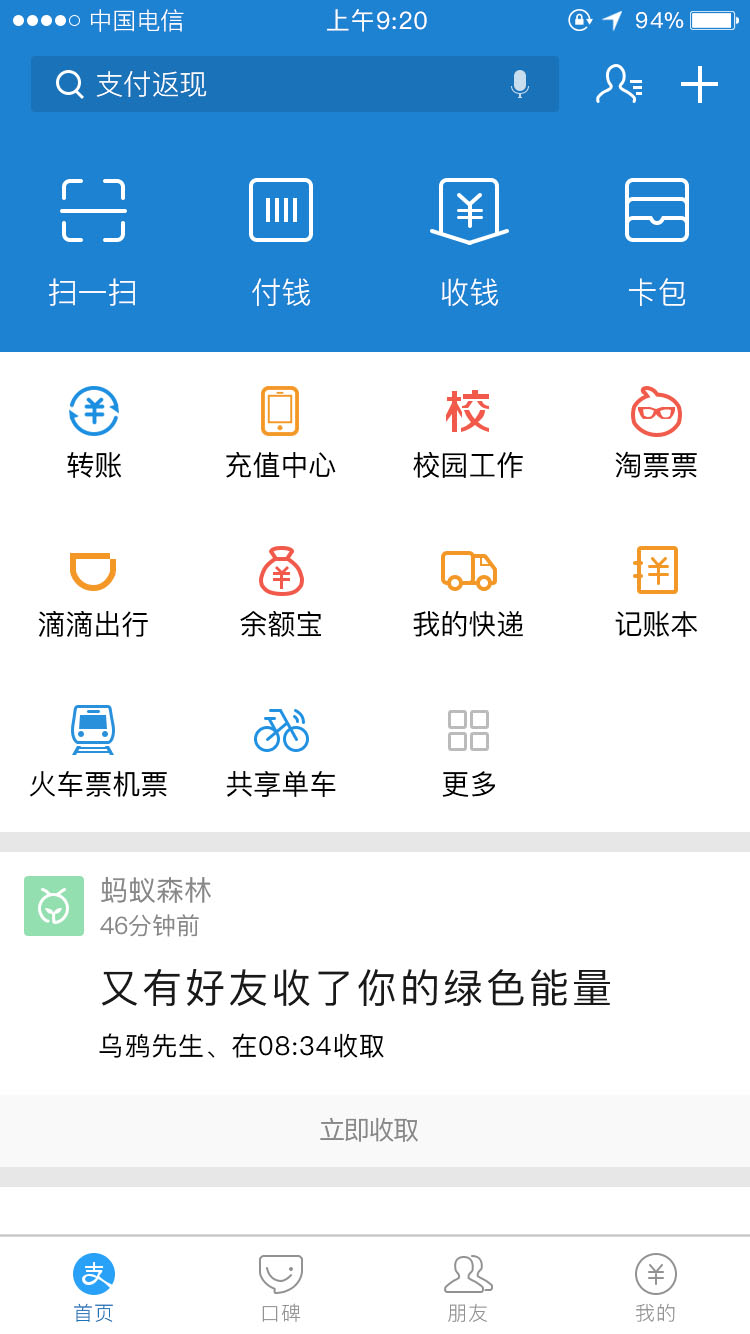 中国电信 上午9:20 94%
支付返现
扫一扫 付钱 收钱 卡包
校
转账 充值中心 校园工作 淘票票
滴滴出行 余额宝 我的快递 记账本
火车票机票 共享单车 更多
蚂蚁森林
46分钟前
又有好友收了你的绿色能量
乌鸦先生、在08:34收取
立即收取
支
首页 口碑 朋友 我的